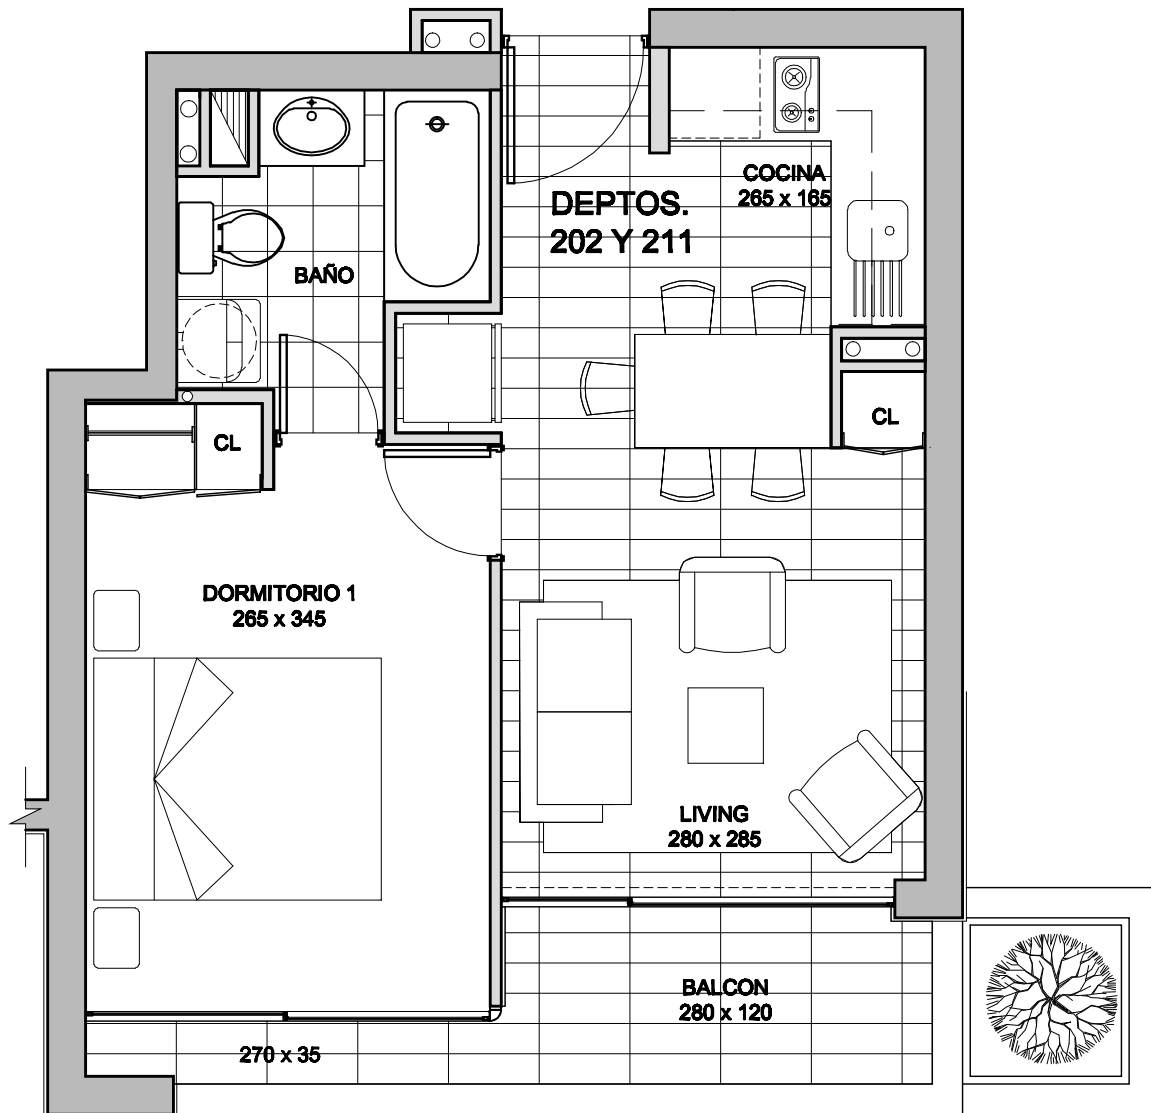 COCINA
265 x 165
DEPTOS.
202 Y 211
BAÑO
CL
CL
DORMITORIO 1
265 x 345
LIVING
280 x 285
BALCON
280 x 120
270 x 35